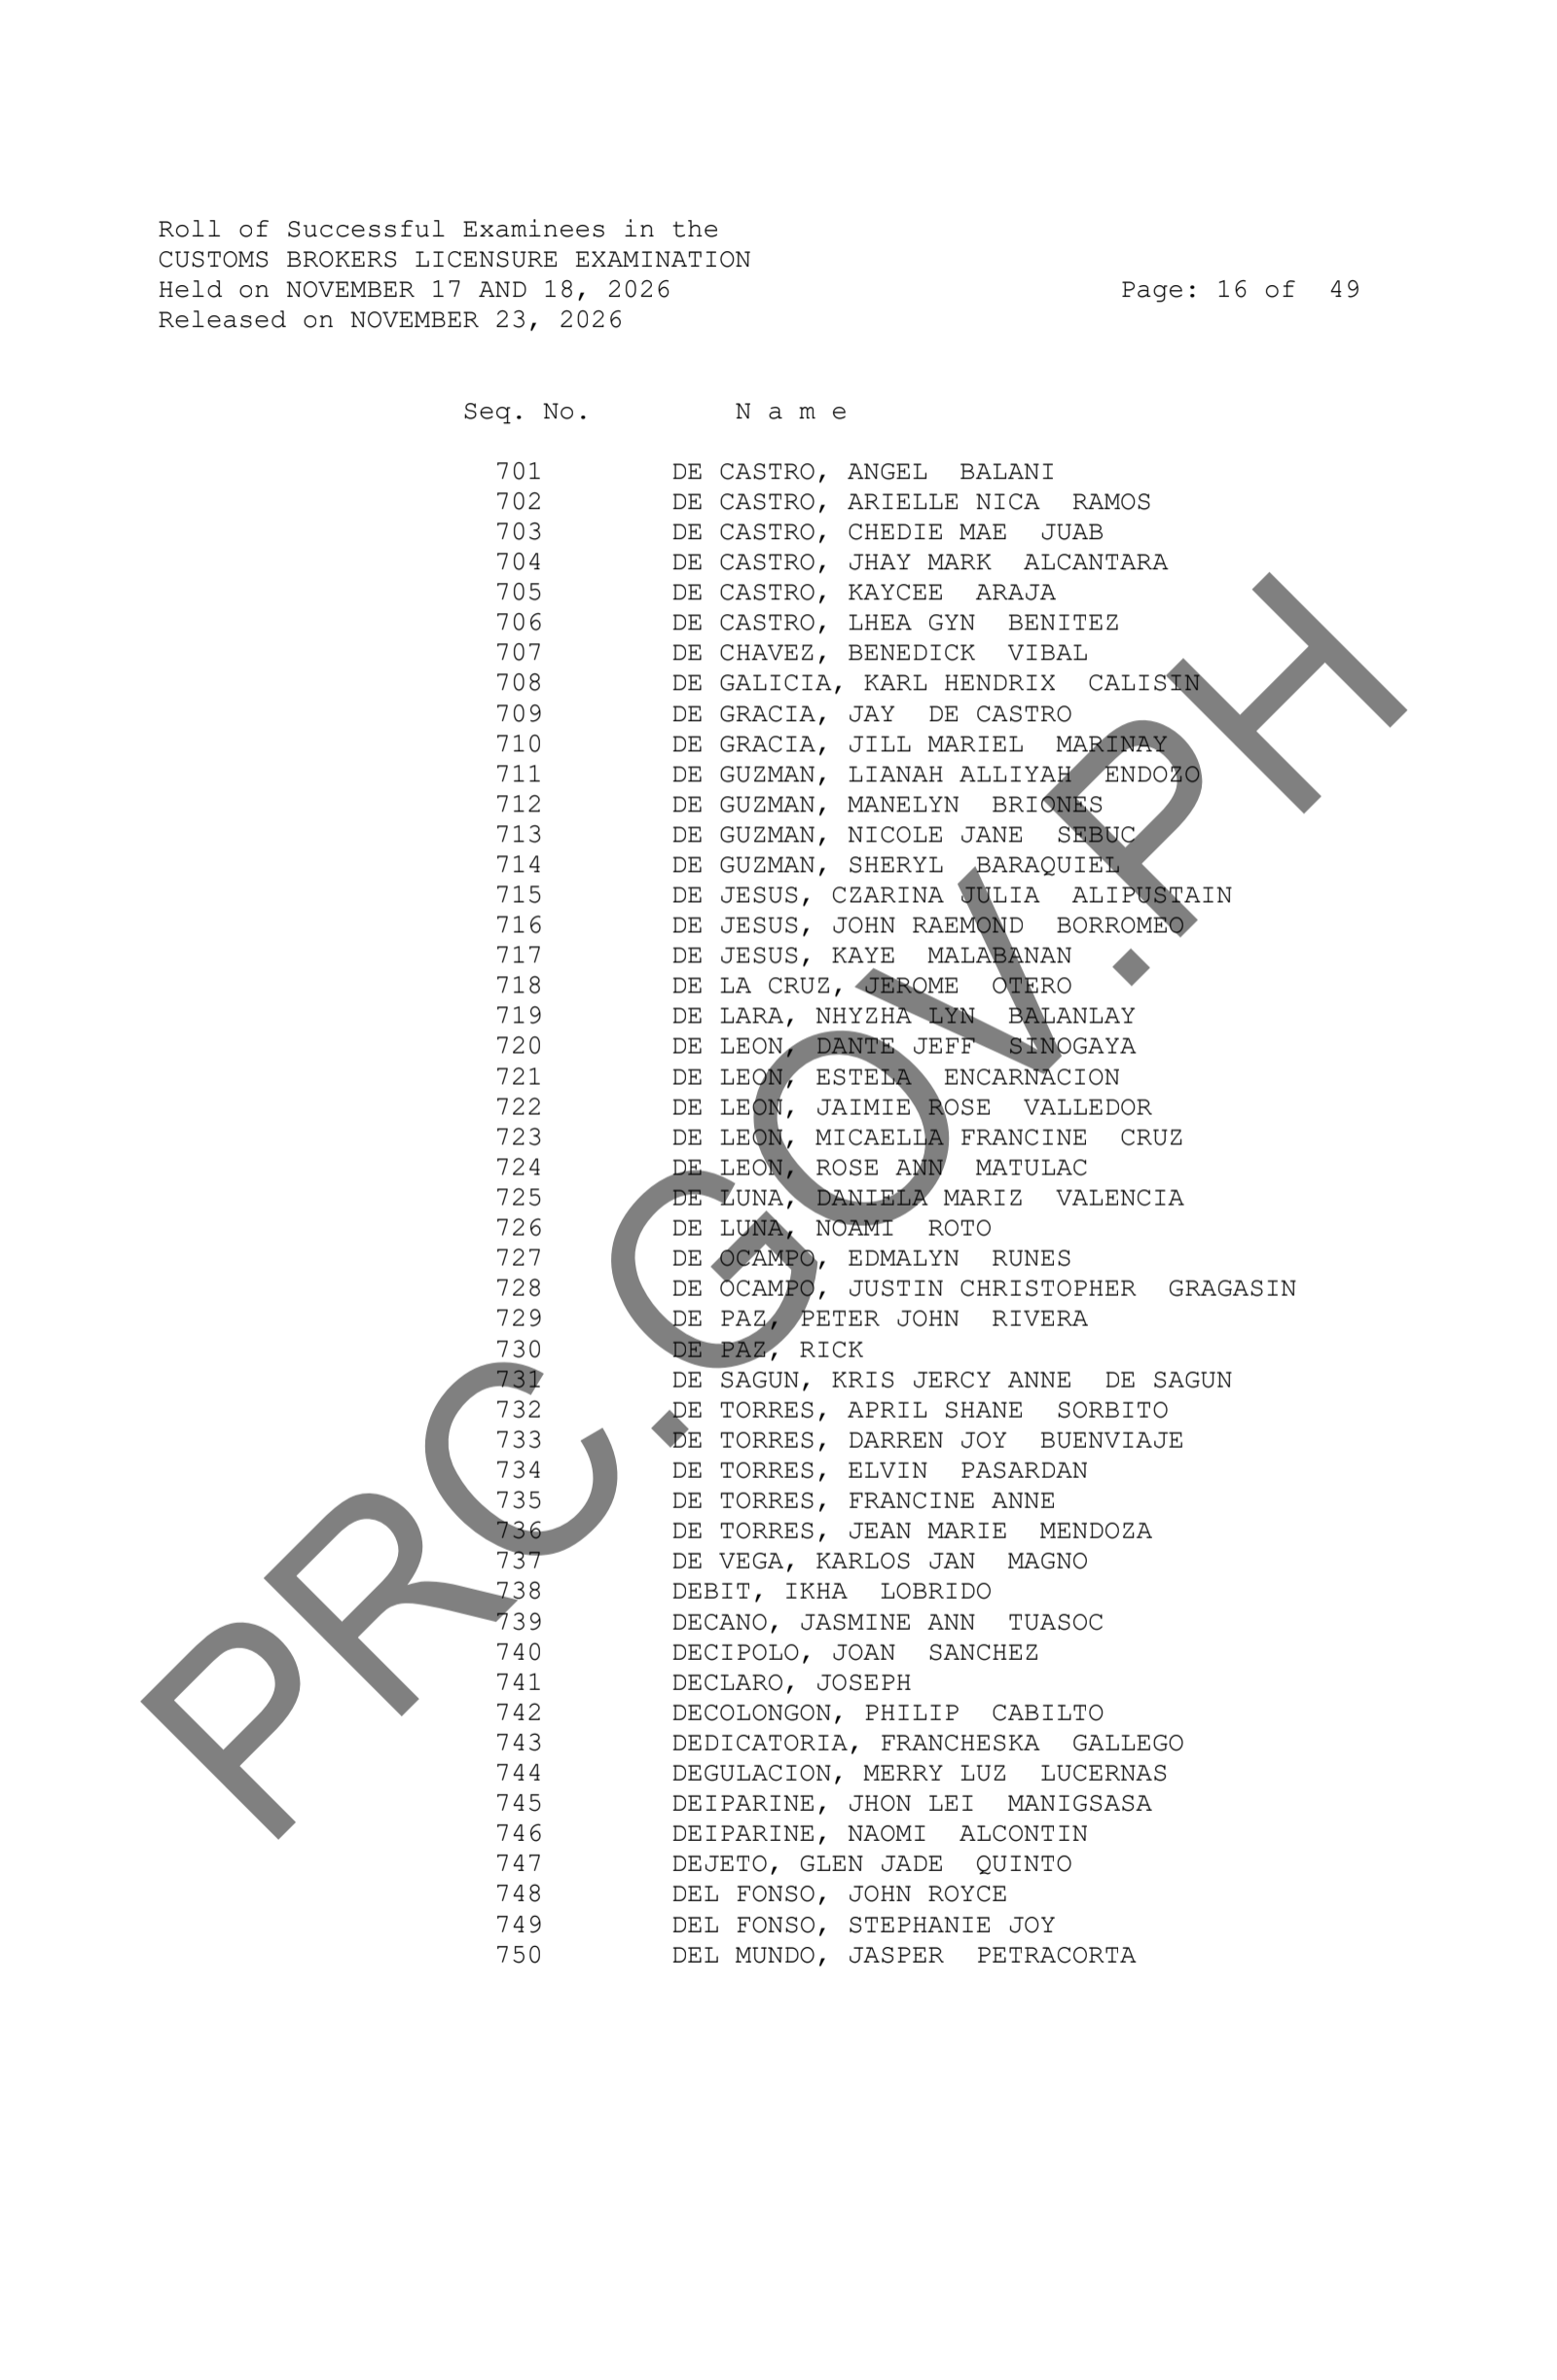 Roll of Successful Examinees in the
CUSTOMS BROKERS LICENSURE EXAMINATION
Held on NOVEMBER 17 AND 18, 2026 Page: 16 of 49
Released on NOVEMBER 23, 2026
Seq. No. N a m e
701 DE CASTRO, ANGEL BALANI
702 DE CASTRO, ARIELLE NICA RAMOS
703 DE CASTRO, CHEDIE MAE JUAB
704 DE CASTRO, JHAY MARK ALCANTARA
705 DE CASTRO, KAYCEE ARAJA
706 DE CASTRO, LHEA GYN BENITEZ
707 DE CHAVEZ, BENEDICK VIBAL
708 DE GALICIA, KARL HENDRIX CALISIN
709 DE GRACIA, JAY DE CASTRO
710 DE GRACIA, JILL MARIEL MARINAY
711 DE GUZMAN, LIANAH ALLIYAH ENDOZO
712 DE GUZMAN, MANELYN BRIONES
713 DE GUZMAN, NICOLE JANE SEBUC
714 DE GUZMAN, SHERYL BARAQUIEL
715 DE JESUS, CZARINA JULIA ALIPUSTAIN
716 DE JESUS, JOHN RAEMOND BORROMEO
717 DE JESUS, KAYE MALABANAN
718 DE LA CRUZ, JEROME OTERO
719 DE LARA, NHYZHA LYN BALANLAY
720 DE LEON, DANTE JEFF SINOGAYA
721 DE LEON, ESTELA ENCARNACION
722 DE LEON, JAIMIE ROSE VALLEDOR
723 DE LEON, MICAELLA FRANCINE CRUZ
724 DE LEON, ROSE ANN MATULAC
725 DE LUNA, DANIELA MARIZ VALENCIA
726 DE LUNA, NOAMI ROTO
727 DE OCAMPO, EDMALYN RUNES
728 DE OCAMPO, JUSTIN CHRISTOPHER GRAGASIN
729 DE PAZ, PETER JOHN RIVERA
730 DE PAZ, RICK
731 DE SAGUN, KRIS JERCY ANNE DE SAGUN
732 DE TORRES, APRIL SHANE SORBITO
733 DE TORRES, DARREN JOY BUENVIAJE
734 DE TORRES, ELVIN PASARDAN
735 DE TORRES, FRANCINE ANNE
736 DE TORRES, JEAN MARIE MENDOZA
737 DE VEGA, KARLOS JAN MAGNO
738 DEBIT, IKHA LOBRIDO
739 DECANO, JASMINE ANN TUASOC
740 DECIPOLO, JOAN SANCHEZ
741 DECLARO, JOSEPH
742 DECOLONGON, PHILIP CABILTO
743 DEDICATORIA, FRANCHESKA GALLEGO
744 DEGULACION, MERRY LUZ LUCERNAS
745 DEIPARINE, JHON LEI MANIGSASA
746 DEIPARINE, NAOMI ALCONTIN
747 DEJETO, GLEN JADE QUINTO
748 DEL FONSO, JOHN ROYCE
749 DEL FONSO, STEPHANIE JOY
750 DEL MUNDO, JASPER PETRACORTA
PRC.GOV.PH